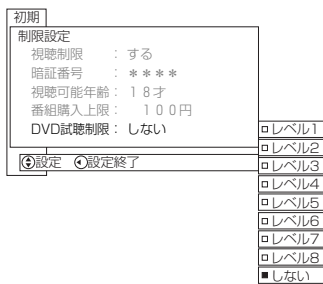 初期
制限設定
視聴制限 : する
暗証番号 : ****
視聴可能年齢 : 18才
番組購入上限 : 100円
DVD試聴制限 : しない
設定 設定終了
レベル1
レベル2
レベル3
レベル4
レベル5
レベル6
レベル7
レベル8
しない